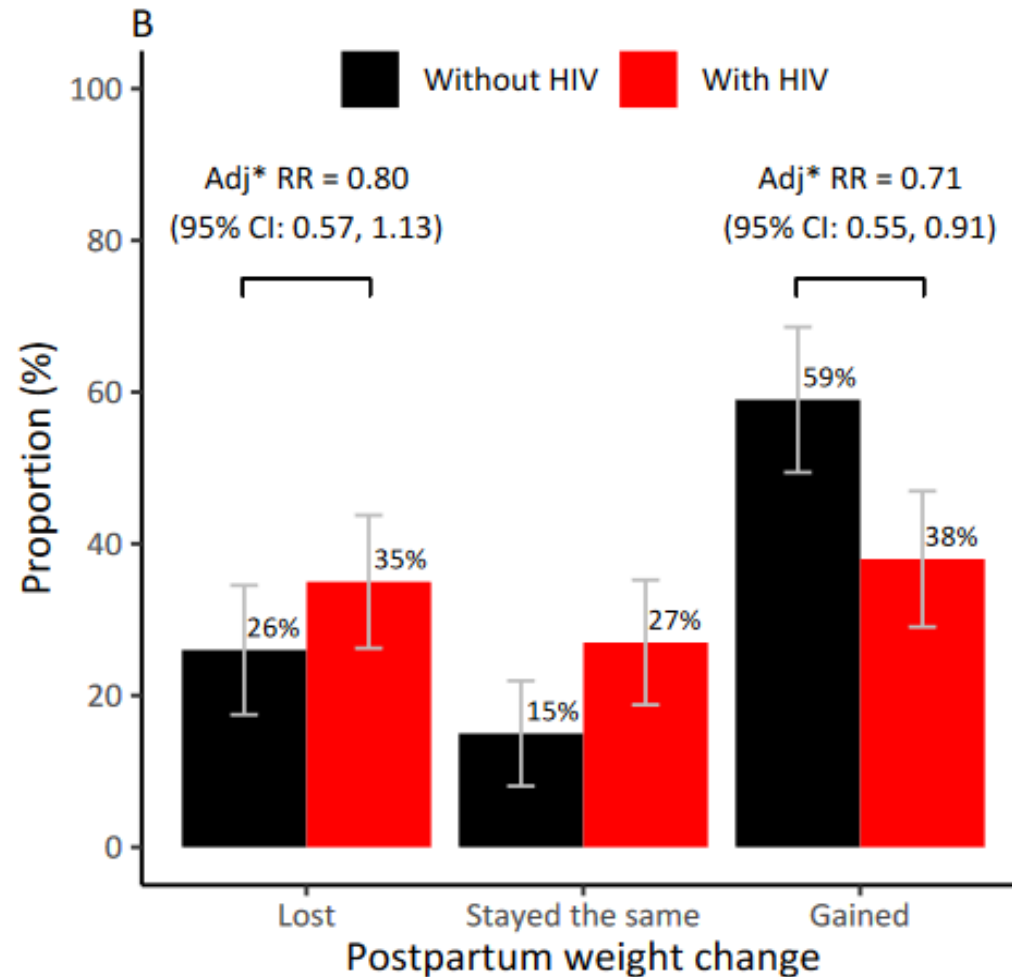 B
Without HIV With HIV
Adj* RR = 0.80
(95% CI: 0.57, 1.13)
Adj* RR = 0.71
(95% CI: 0.55, 0.91)
Proportion (%)
100
80
60
40
20
0
26%
35%
15%
27%
59%
38%
Lost Stayed the same Gained
Postpartum weight change